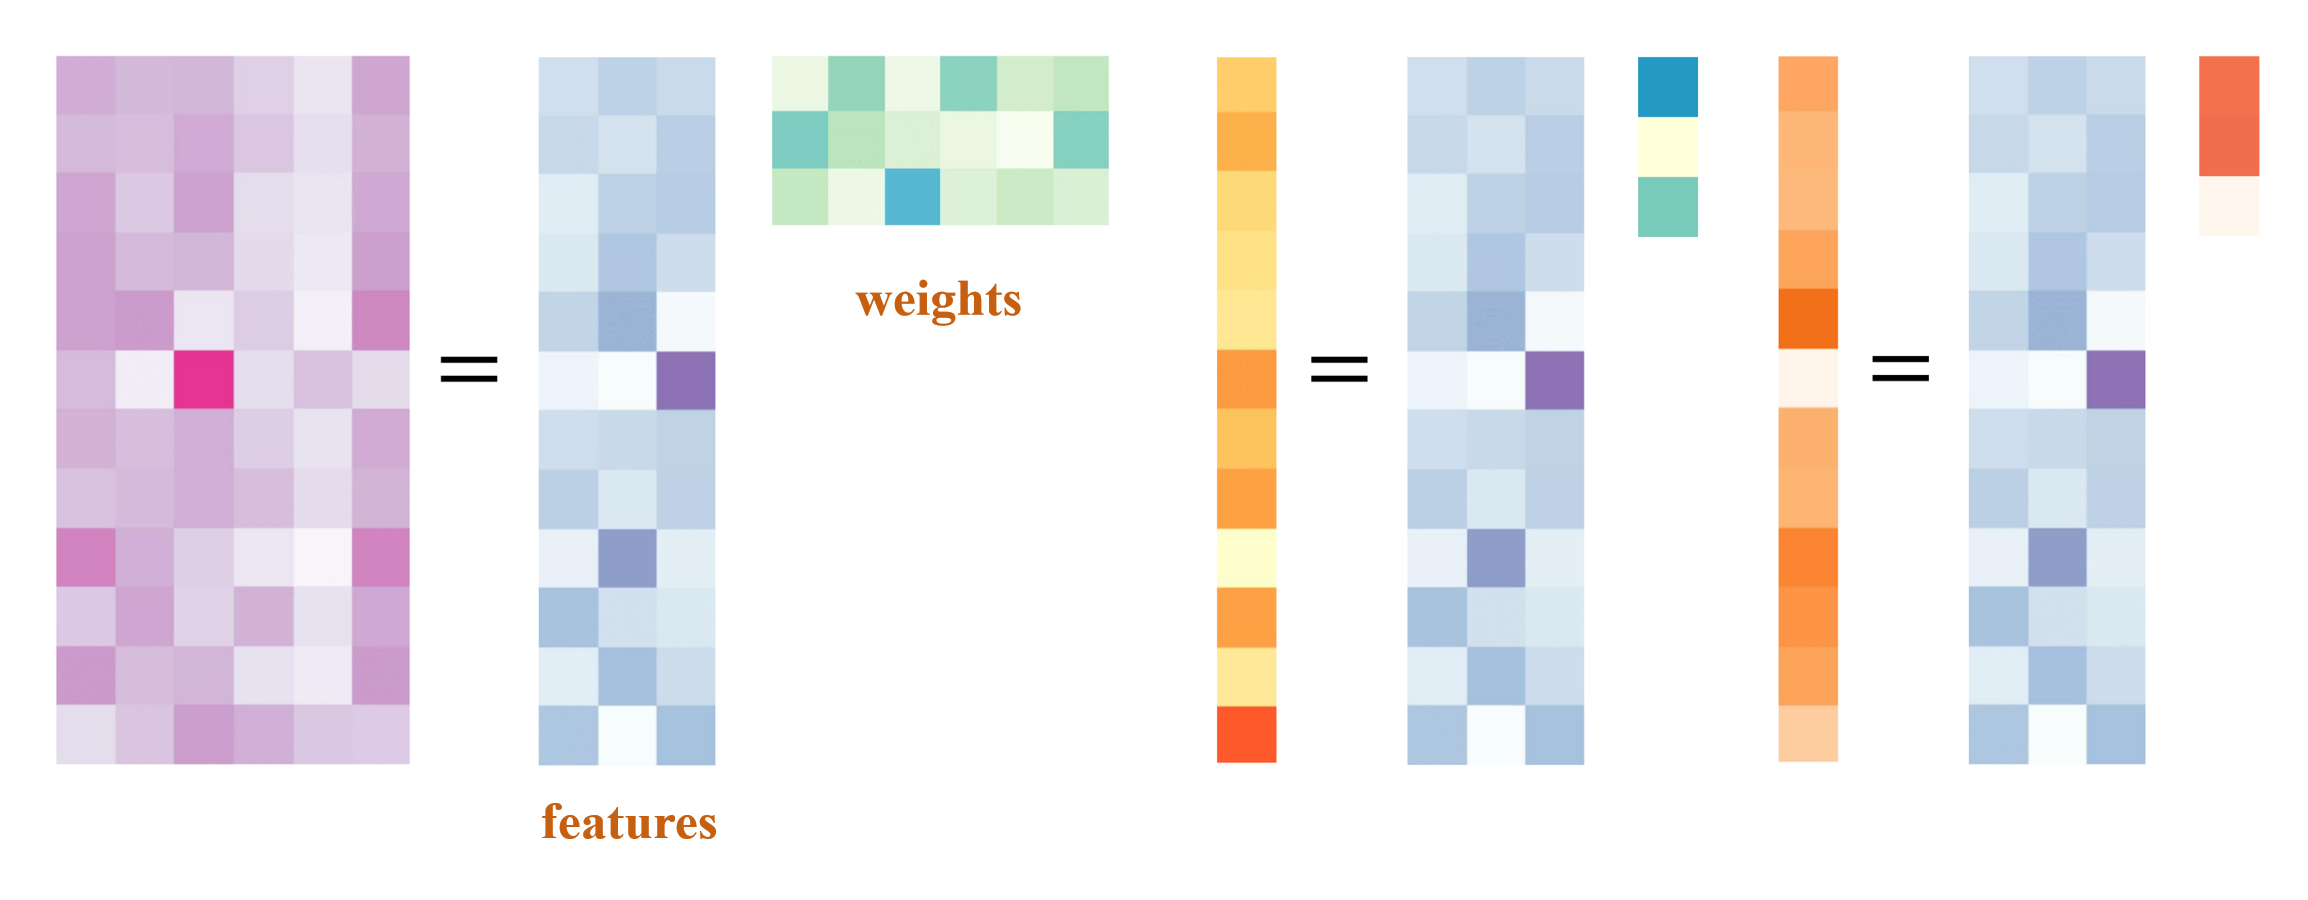 =
weights
=
=
features